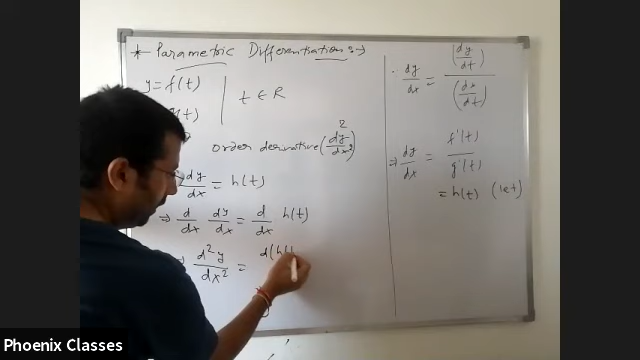 * Parametric Differentiation :→
y = f(t)
(t)
t ∈ R
order derivative (d²y/dx²)
dy/dx = h(t)
⇒ d/dx dy/dx = d/dx h(t)
⇒ d²y/dx² = d(h(t
dy/dx = (dy/dt)/(dx/dt)
⇒ dy/dx = f'(t)/g'(t)
= h(t) (let)
Phoenix Classes